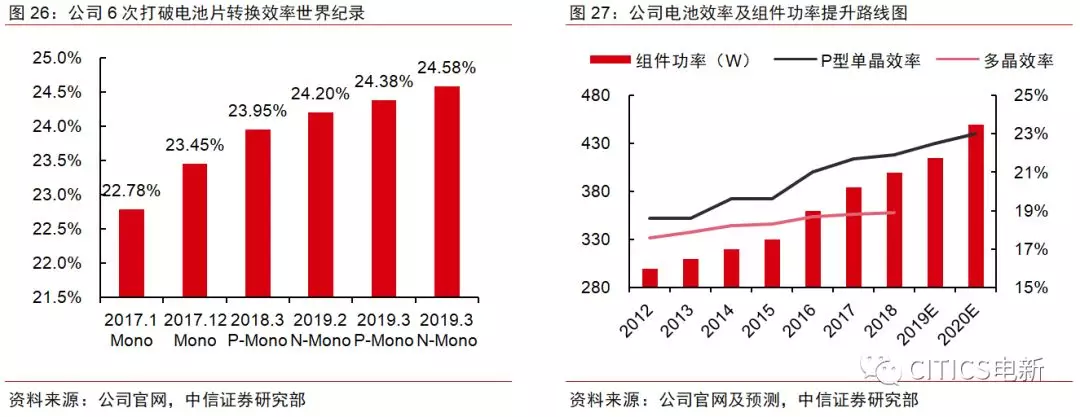 图 26：公司 6 次打破电池片转换效率世界纪录
25.0%
24.5%
24.0%
23.5%
23.0%
22.5%
22.0%
21.5%
22.78%
23.45%
23.95%
24.20%
24.38%
24.58%
2017.1 2017.12 2018.3 2019.2 2019.3 2019.3
Mono Mono P-Mono N-Mono P-Mono N-Mono
资料来源：公司官网，中信证券研究部
图 27：公司电池效率及组件功率提升路线图
组件功率（W） P型单晶效率 多晶效率
480
430
380
330
280
25%
23%
21%
19%
17%
15%
2012 2013 2014 2015 2016 2017 2018 2019E 2020E
CITICS电新
资料来源：公司官网及预测，中信证券研究部